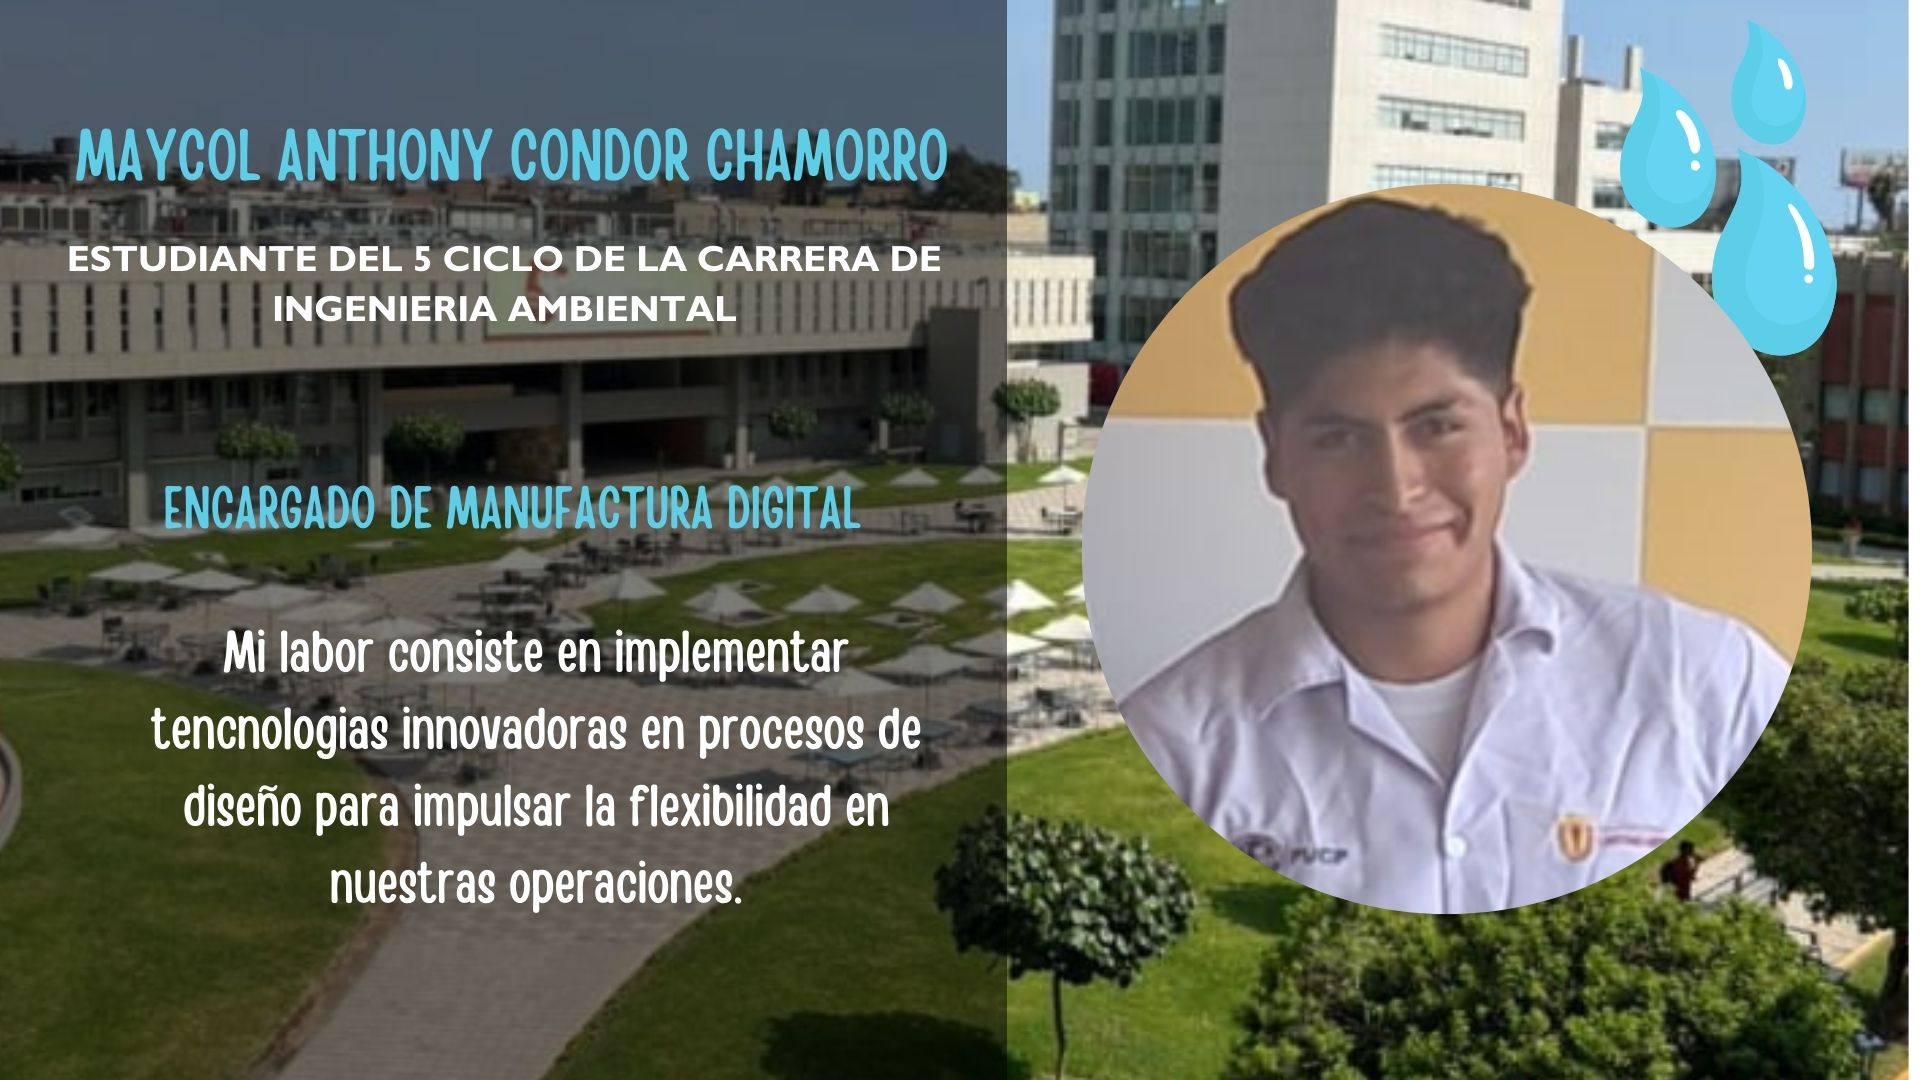 MAYCOL ANTHONY CONDOR CHAMORRO
ESTUDIANTE DEL 5 CICLO DE LA CARRERA DE
INGENIERIA AMBIENTAL
ENCARGADO DE MANUFACTURA DIGITAL
Mi labor consiste en implementar
tencnologias innovadoras en procesos de
diseño para impulsar la flexibilidad en
nuestras operaciones.